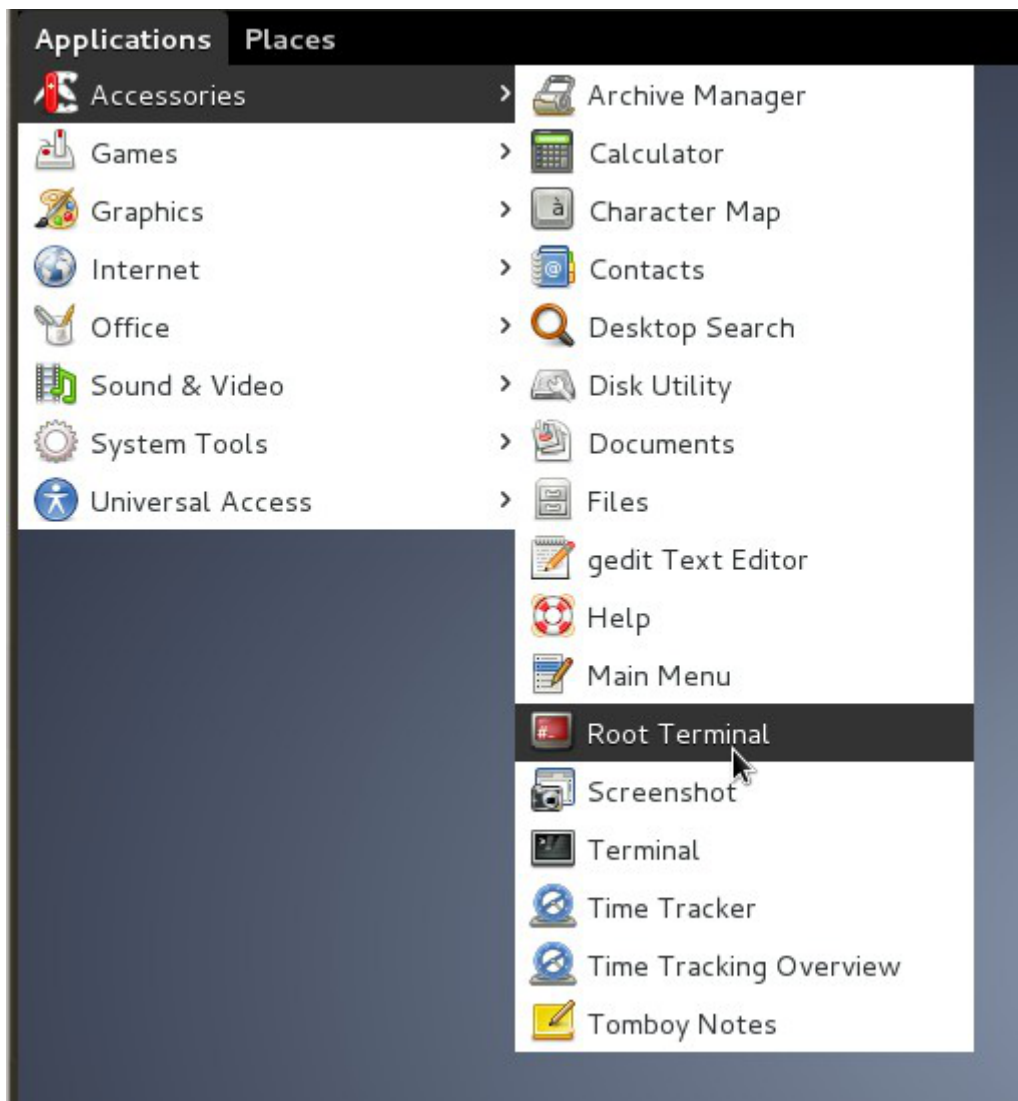 Applications Places
Accessories
Games
Graphics
Internet
Office
Sound & Video
System Tools
Universal Access
Archive Manager
Calculator
Character Map
Contacts
Desktop Search
Disk Utility
Documents
Files
gedit Text Editor
Help
Main Menu
Root Terminal
Screenshot
Terminal
Time Tracker
Time Tracking Overview
Tomboy Notes